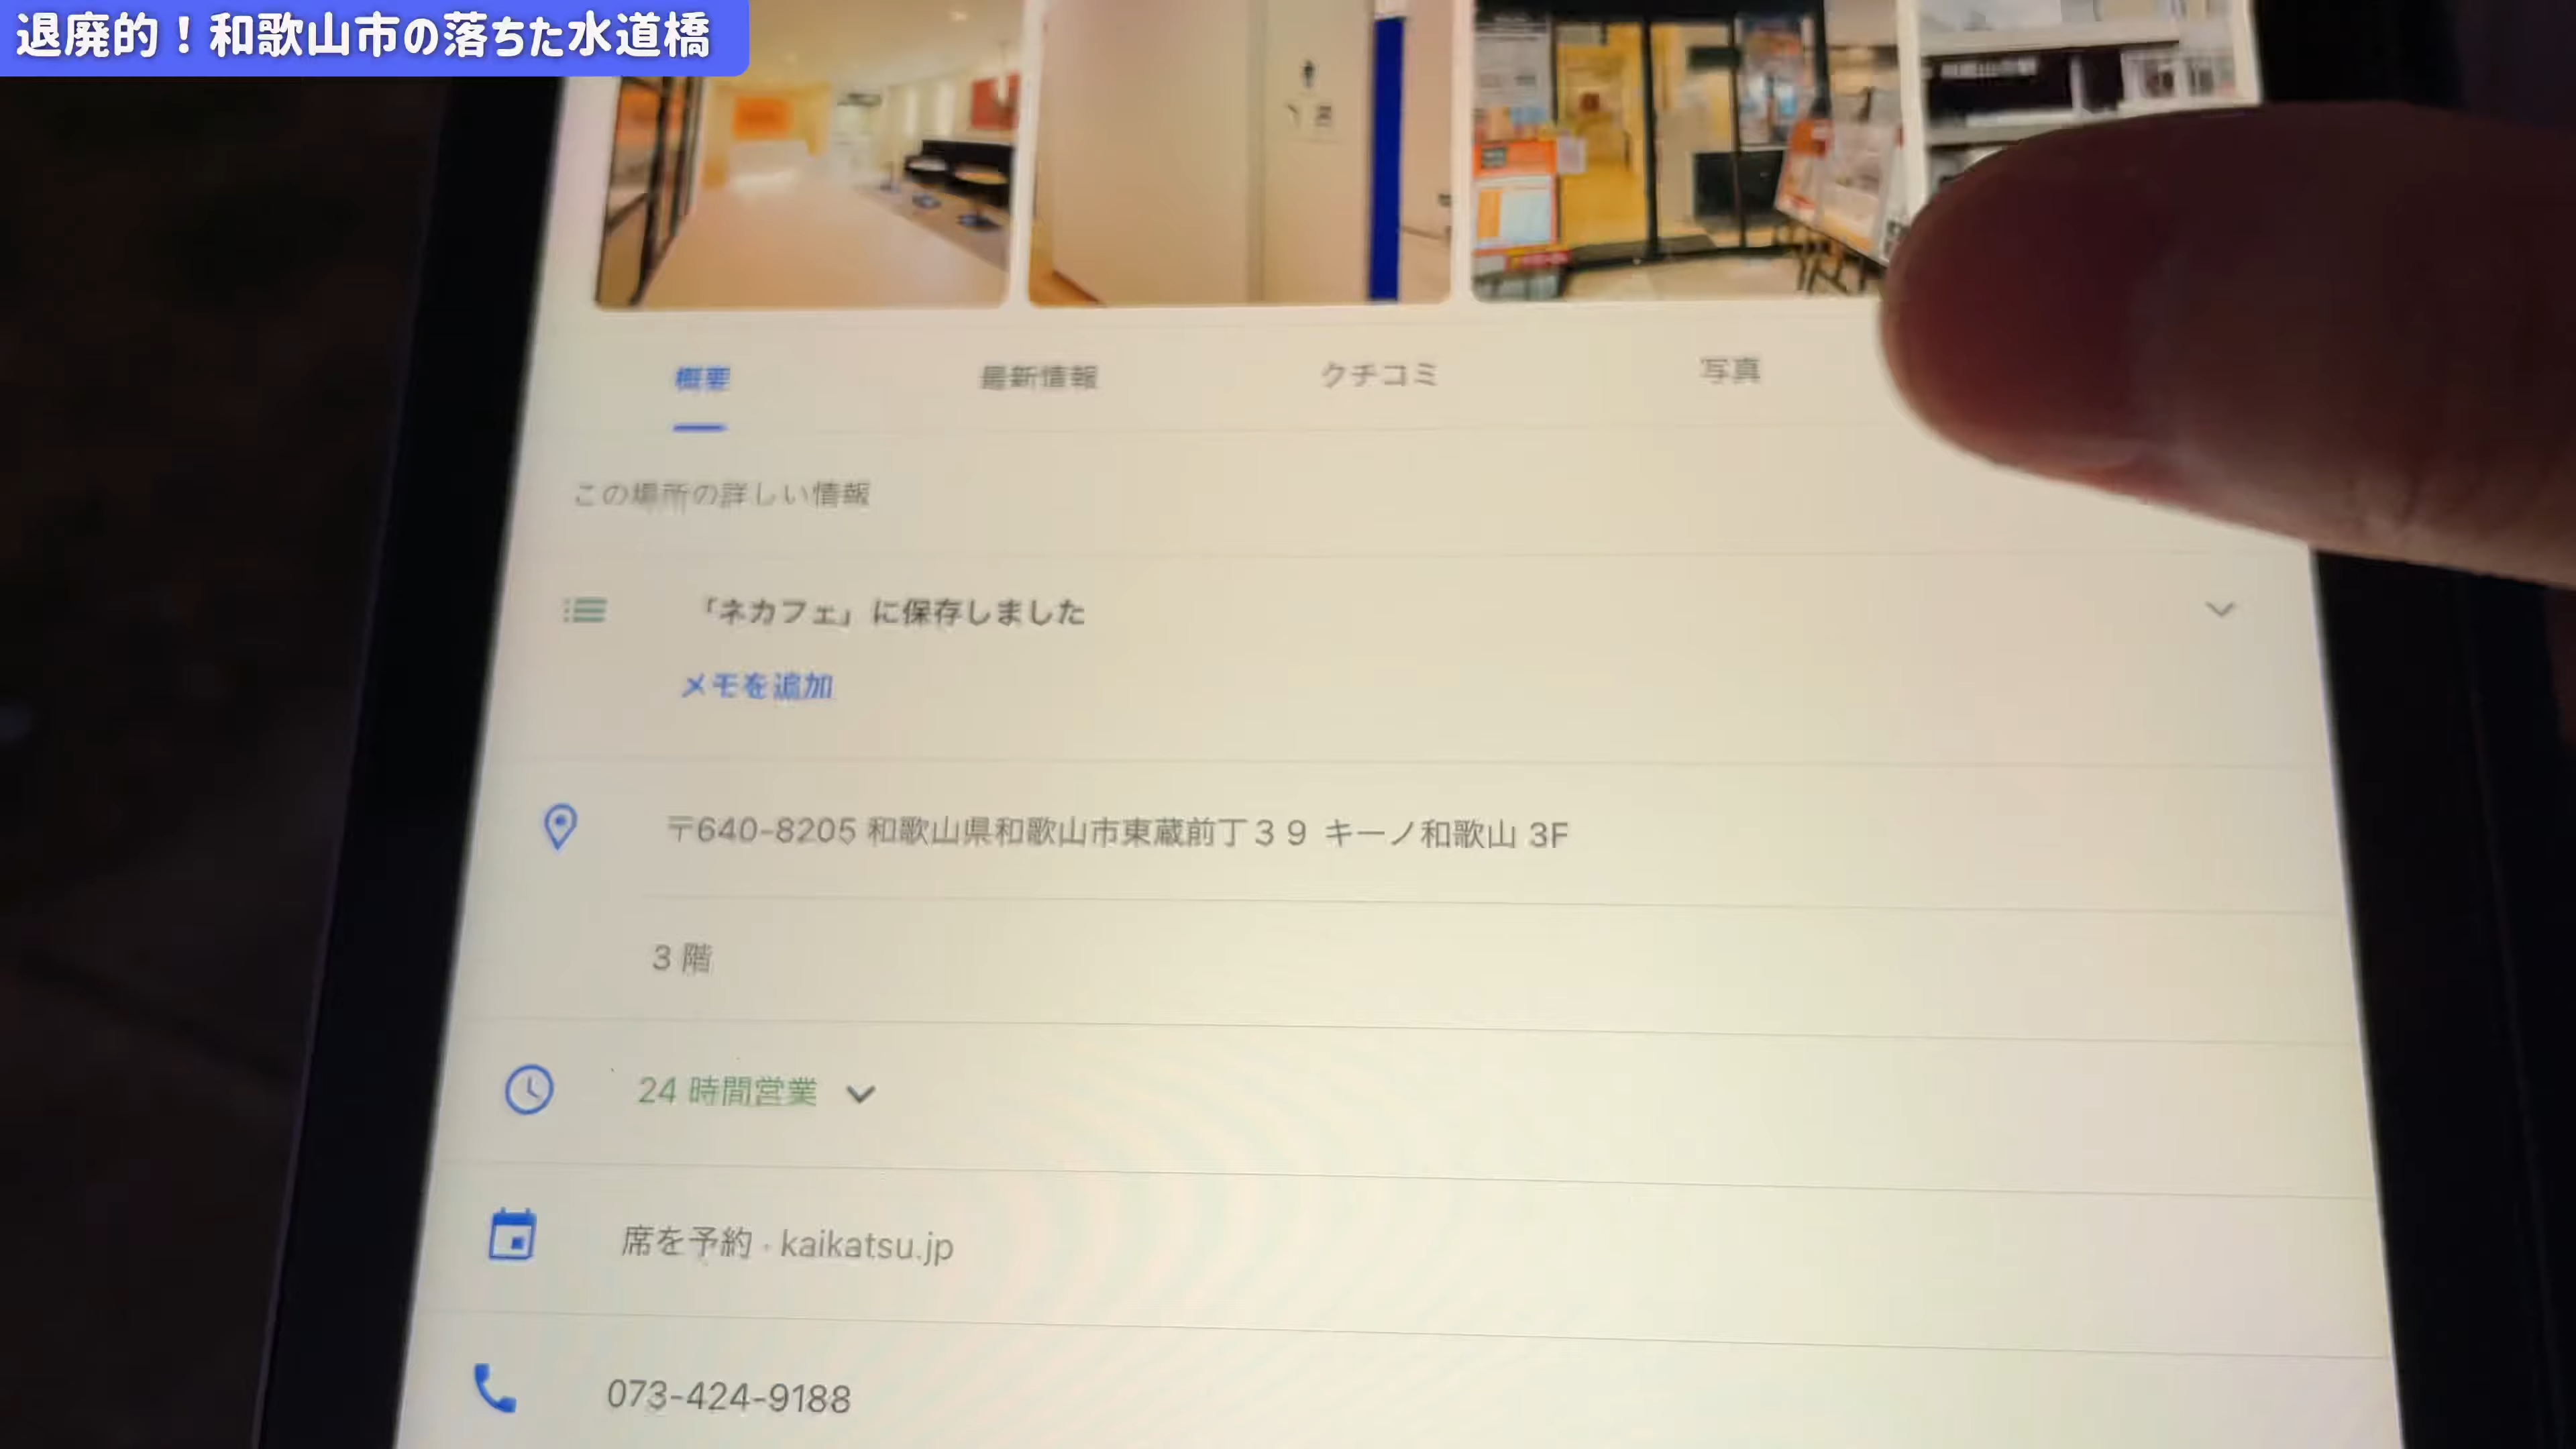 退廃的！和歌山市の落ちた水道橋
概要 最新情報 クチコミ 写真
この場所の詳しい情報
「ネカフェ」に保存しました
メモを追加
〒640-8205 和歌山県和歌山市東蔵前丁３９ キーノ和歌山 3F
3 階
24 時間営業
席を予約 · kaikatsu.jp
073-424-9188